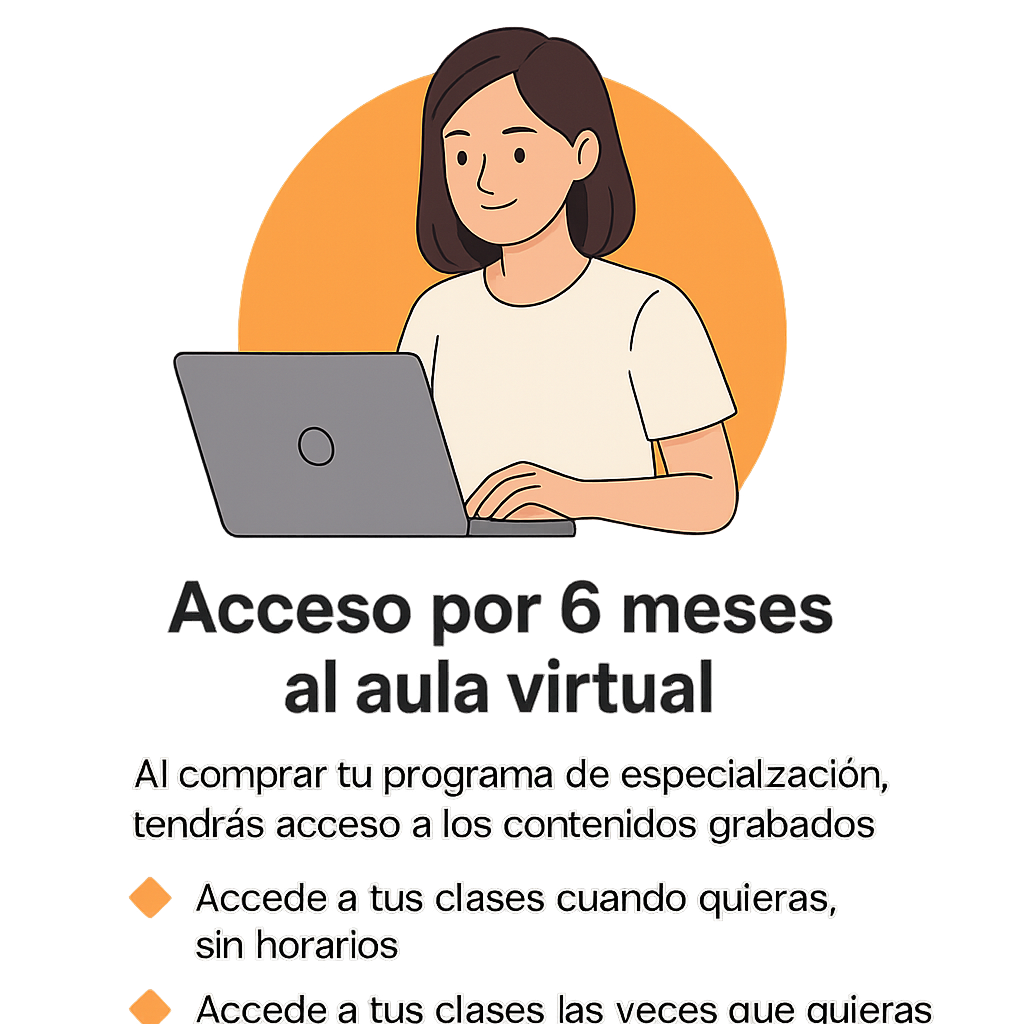 Acceso por 6 meses
al aula virtual
Al comprar tu programa de especialzación,
tendrás acceso a los contenidos grabados
Accede a tus clases cuando quieras,
sin horarios
Accede a tus clases las veces que quieras